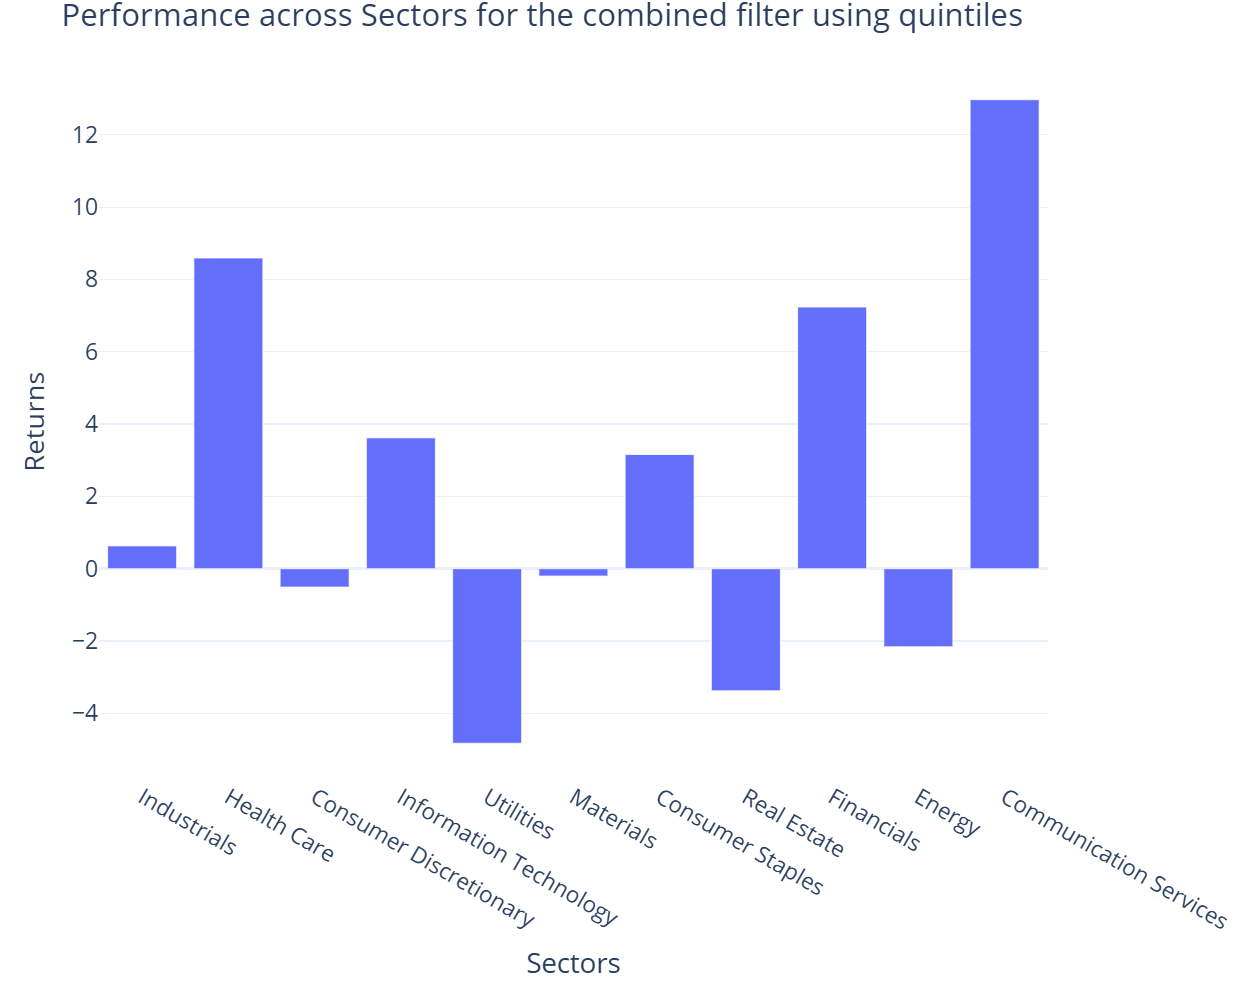 Performance across Sectors for the combined filter using quintiles
12
10
8
6
4
2
0
−2
−4
Returns
Industrials
Health Care
Consumer Discretionary
Information Technology
Utilities
Materials
Consumer Staples
Real Estate
Financials
Energy
Communication Services
Sectors